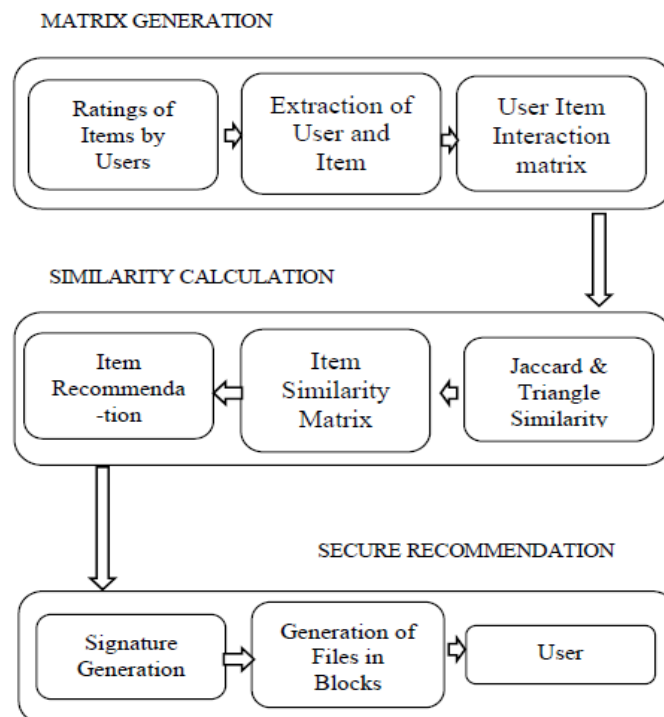 MATRIX GENERATION
Ratings of
Items by
Users
Extraction of
User and
Item
User Item
Interaction
matrix
SIMILARITY CALCULATION
Item
Recommenda
-tion
Item
Similarity
Matrix
Jaccard &
Triangle
Similarity
SECURE RECOMMENDATION
Signature
Generation
Generation of
Files in
Blocks
User